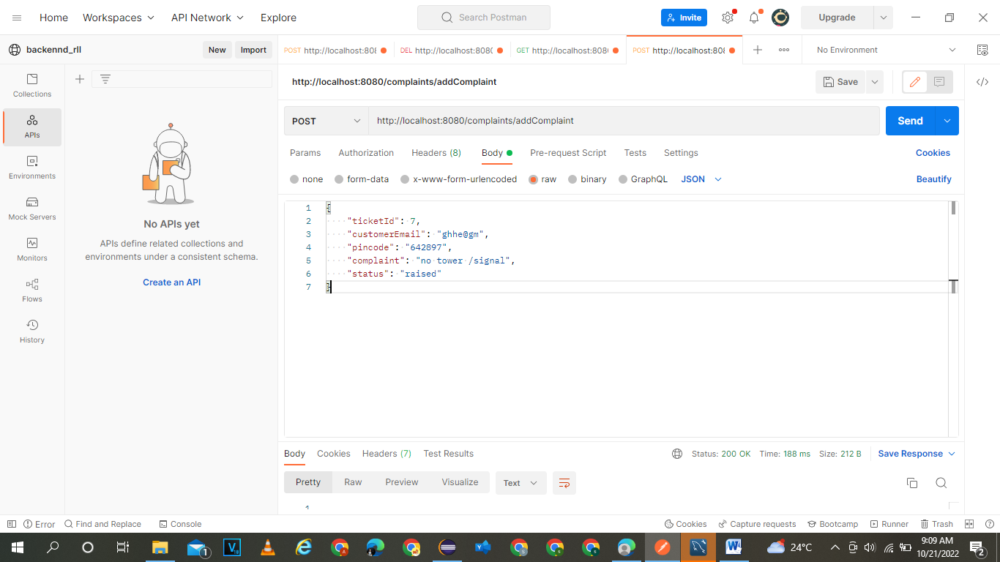 Home Workspaces API Network Explore Search Postman Invite Upgrade
backennd_rll New Import POST http://localhost:808 DEL http://localhost:8080 GET http://localhost:808 POST http://localhost:808 No Environment
Collections
APIs
Environments
Mock Servers
Monitors
Flows
History
No APIs yet
APIs define related collections and
environments under a consistent schema.
Create an API
http://localhost:8080/complaints/addComplaint Save
POST http://localhost:8080/complaints/addComplaint Send
Params Authorization Headers (8) Body Pre-request Script Tests Settings Cookies
none form-data x-www-form-urlencoded raw binary GraphQL JSON Beautify
1 {
2 "ticketId": 7,
3 "customerEmail": "ghhe@gm",
4 "pincode": "642897",
5 "complaint": "no tower /signal",
6 "status": "raised"
7 }
Body Cookies Headers (7) Test Results Status: 200 OK Time: 188 ms Size: 212 B Save Response
Pretty Raw Preview Visualize Text
1
Error Find and Replace Console Cookies Capture requests Bootcamp Runner Trash
1 24°C 9:09 AM
10/21/2022 2